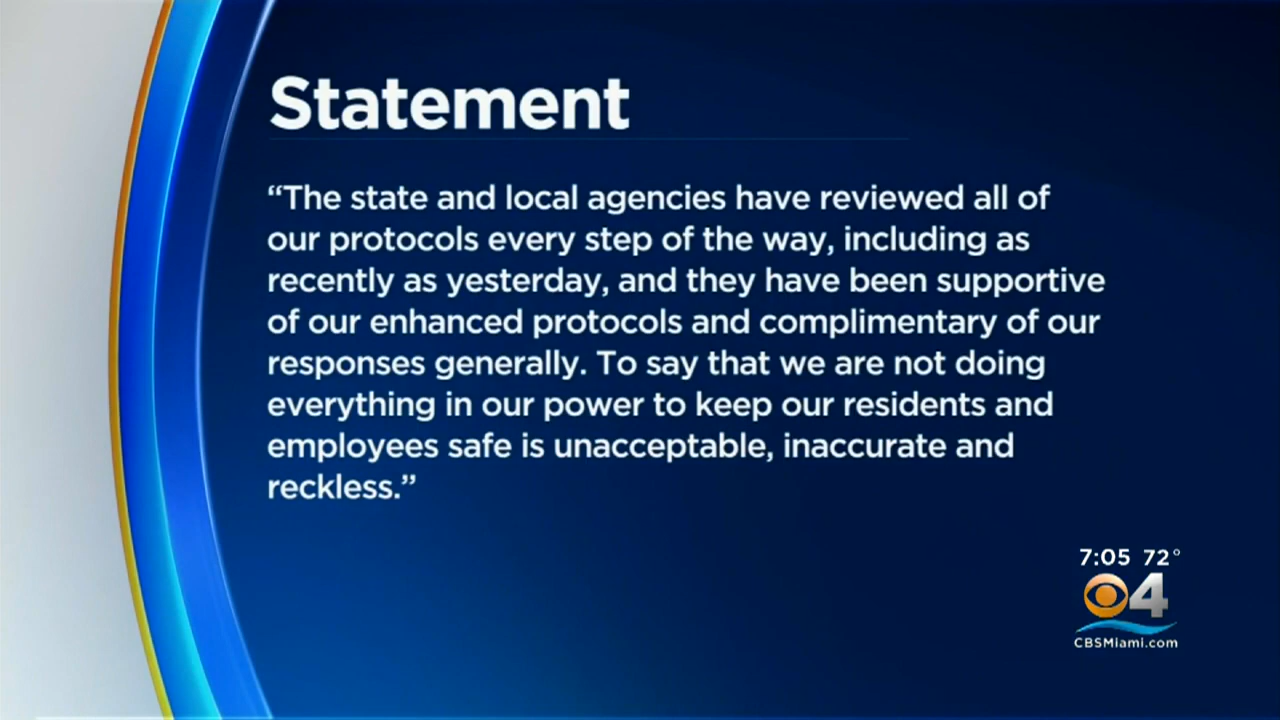 Statement
“The state and local agencies have reviewed all of
our protocols every step of the way, including as
recently as yesterday, and they have been supportive
of our enhanced protocols and complimentary of our
responses generally. To say that we are not doing
everything in our power to keep our residents and
employees safe is unacceptable, inaccurate and
reckless.”
7:05 72°
4
CBSMiami.com